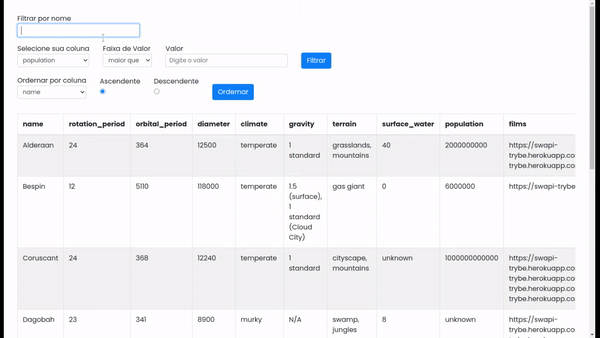 Filtrar por nome
Selecione sua coluna Faixa de Valor Valor
population maior que Digite o valor Filtrar
Ordernar por coluna Ascendente Descendente
name Ordernar
name rotation_period orbital_period diameter climate gravity terrain surface_water population films
Alderaan 24 364 12500 temperate 1 standard grasslands, mountains 40 2000000000 https://swapi-
trybe.herokuapp.co
trybe.herokuapp.co
Bespin 12 5110 118000 temperate 1.5 (surface), 1 standard (Cloud City) gas giant 0 6000000 https://swapi-trybe
Coruscant 24 368 12240 temperate 1 standard cityscape, mountains unknown 1000000000000 https://swapi-
trybe.herokuapp.co
trybe.herokuapp.co
trybe.herokuapp.co
trybe.herokuapp.co
Dagobah 23 341 8900 murky N/A swamp, jungles 8 unknown https://swapi-
trybe.herokuapp.co